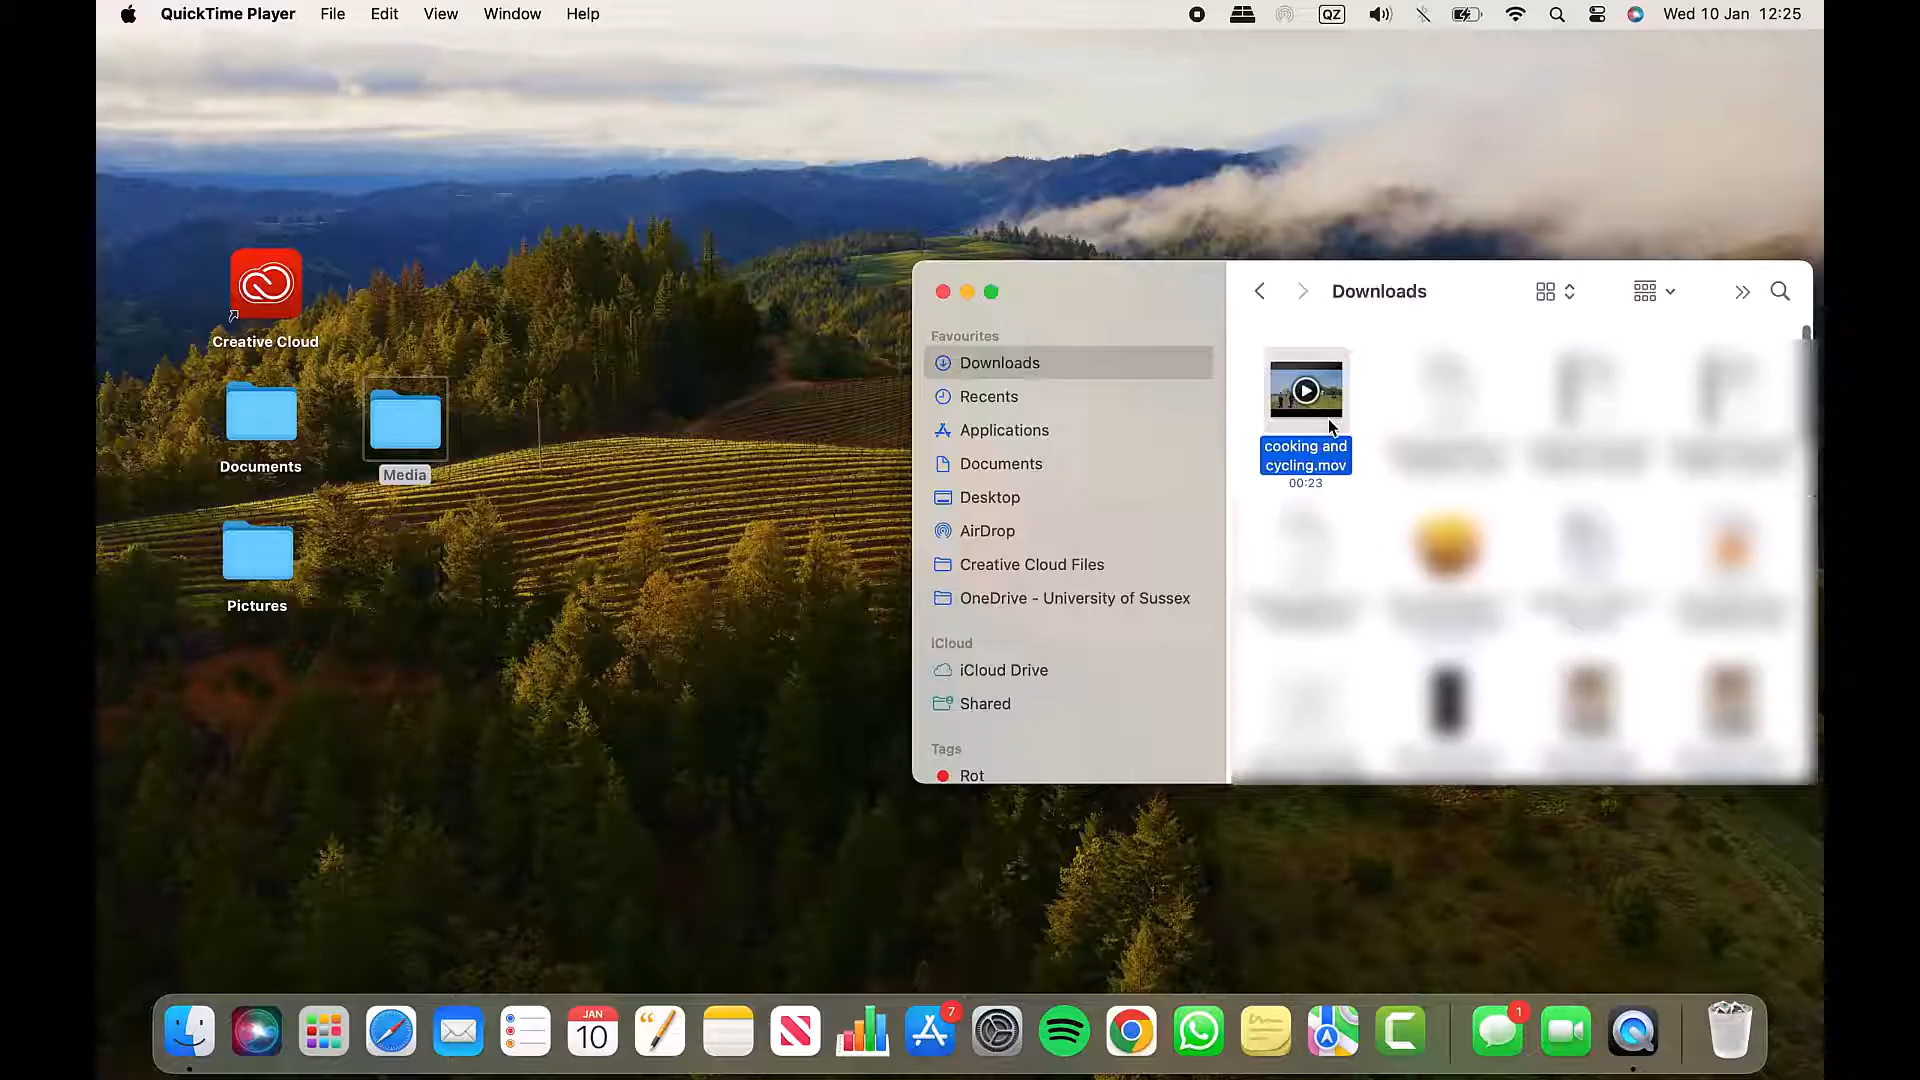 QuickTime Player File Edit View Window Help QZ Wed 10 Jan 12:25
Creative Cloud
Documents
Media
Pictures
Downloads
Favourites
Downloads
Recents
Applications
Documents
Desktop
AirDrop
Creative Cloud Files
OneDrive - University of Sussex
iCloud
iCloud Drive
Shared
Tags
Rot
cooking and
cycling.mov
00:23
JAN
10
7
1